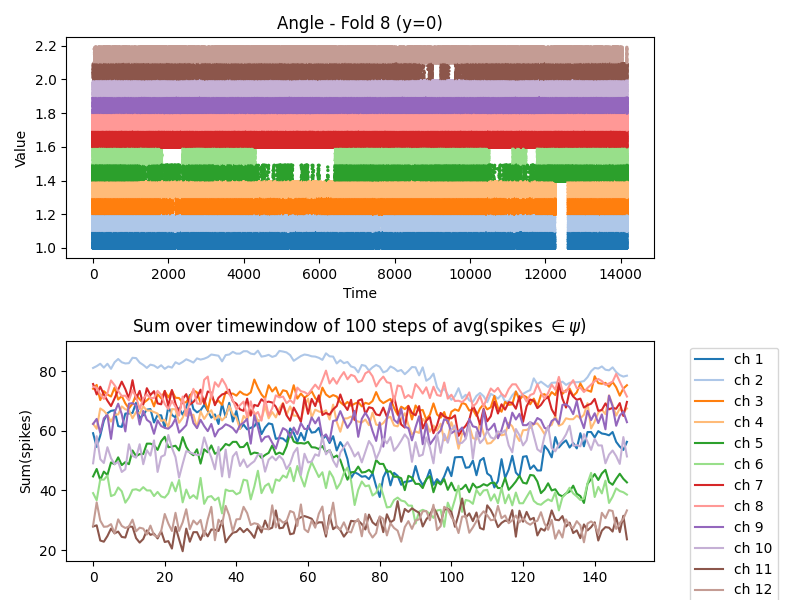 Angle - Fold 8 (y=0)
2.2
2.0
1.8
1.6
1.4
1.2
1.0
Value
0 2000 4000 6000 8000 10000 12000 14000
Time
Sum over timewindow of 100 steps of avg(spikes ∈ ψ)
80
60
40
20
Sum(spikes)
0 20 40 60 80 100 120 140
ch 1
ch 2
ch 3
ch 4
ch 5
ch 6
ch 7
ch 8
ch 9
ch 10
ch 11
ch 12